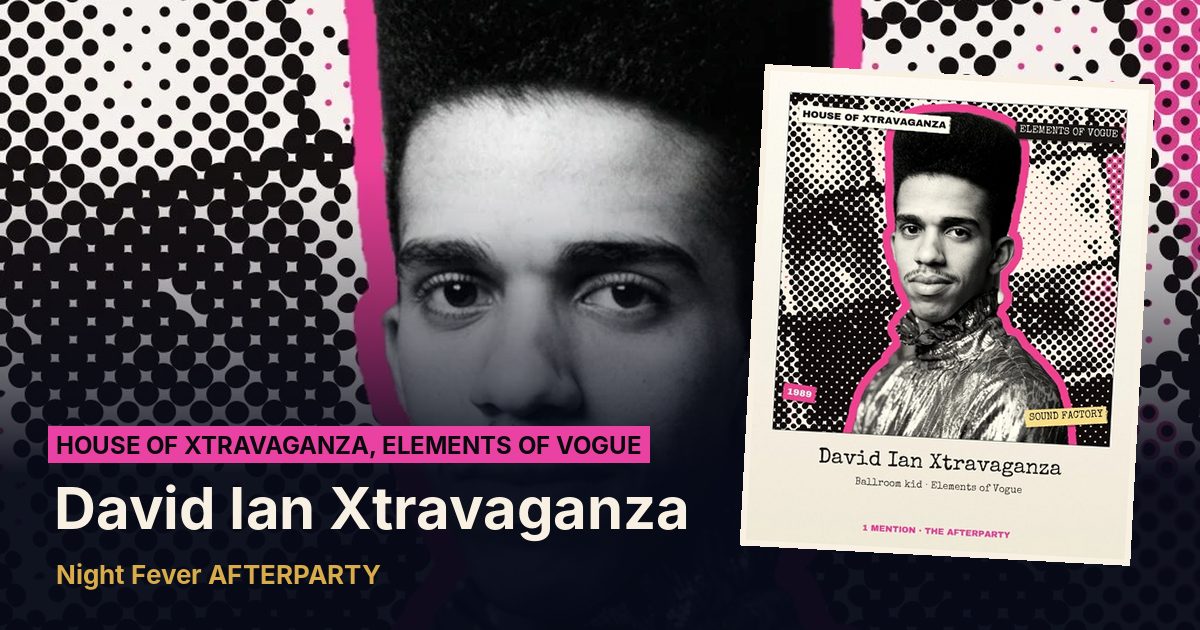 HOUSE OF XTRAVAGANZA, ELEMENTS OF VOGUE
David Ian Xtravaganza
Night Fever AFTERPARTY
HOUSE OF XTRAVAGANZA
ELEMENTS OF VOGUE
1989
SOUND FACTORY
David Ian Xtravaganza
Ballroom kid · Elements of Vogue
1 MENTION · THE AFTERPARTY